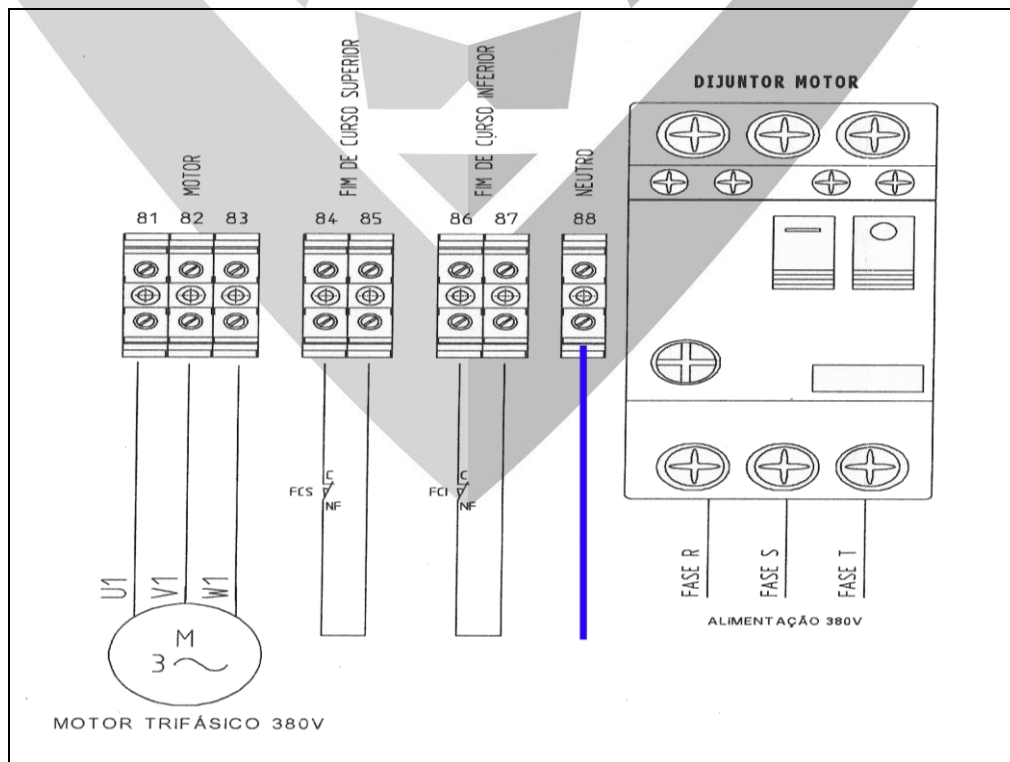 DIJUNTOR MOTOR
MOTOR
FIM DE CURSO SUPERIOR
FIM DE CURSO INFERIOR
NEUTRO
81 82 83
84 85
86 87
88
FCS
C
NF
FCI
C
NF
U1
V1
W1
M
3
MOTOR TRIFÁSICO 380V
FASE R
FASE S
FASE T
ALIMENTAÇÃO 380V